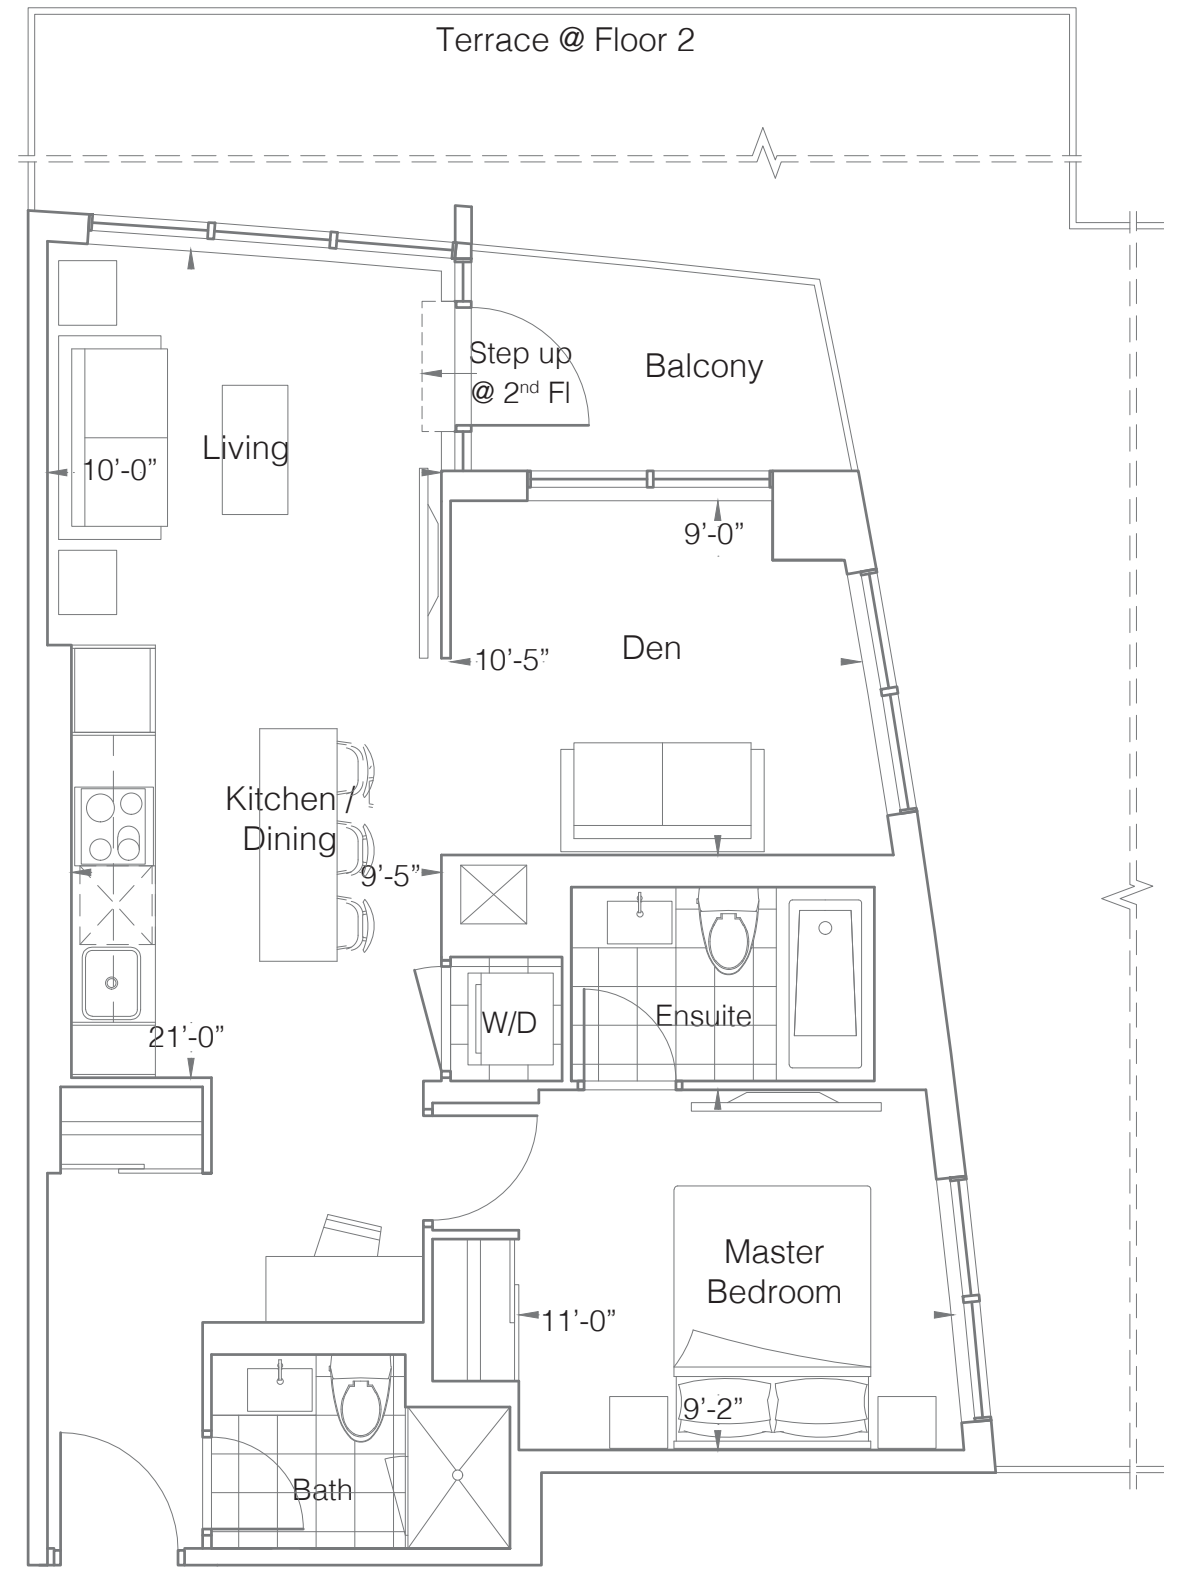 Terrace @ Floor 2
Step up
@ 2nd Fl
Balcony
Living
10’-0”
9’-0”
Den
10’-5”
Kitchen /
Dining
9’-5”
W/D
Ensuite
21’-0”
Master
Bedroom
11’-0”
9’-2”
Bath